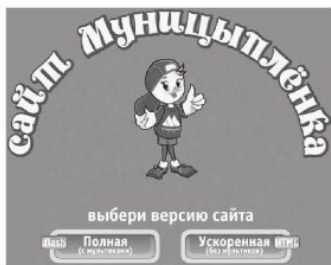 сайт Муницыплёнка
выбери версию сайта
flash Полная
(с мультиками)
Ускоренная HTML
(без мультиков)